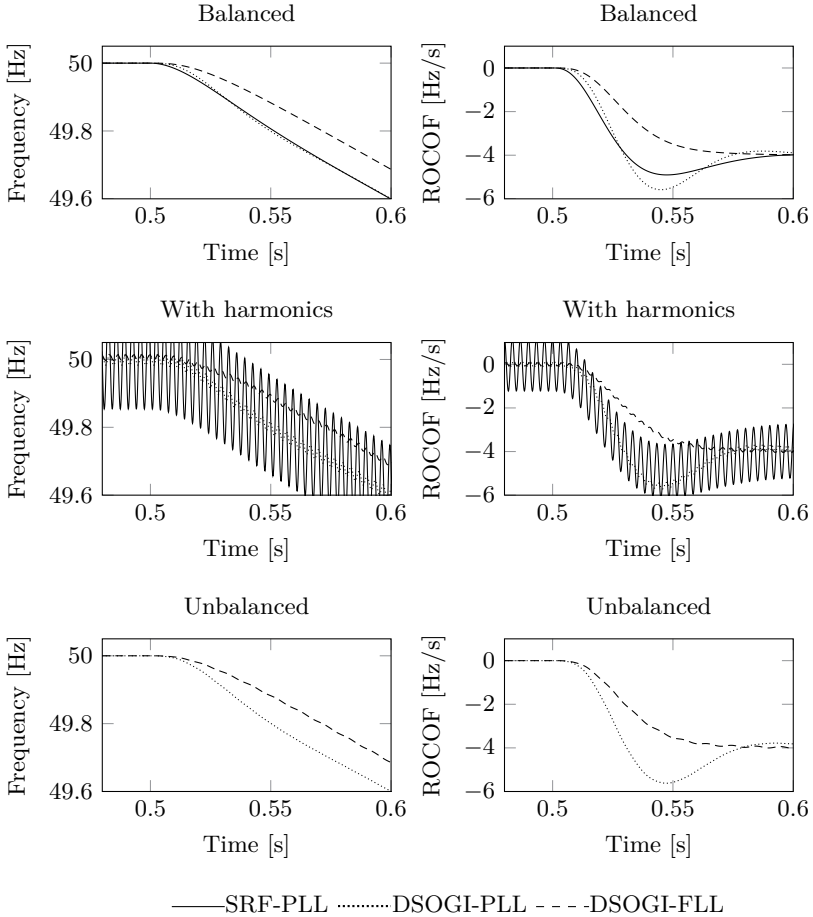 Balanced
Frequency [Hz]
50
49.8
49.6
0.5
0.55
0.6
Time [s]
Balanced
ROCOF [Hz/s]
0
−2
−4
−6
0.5
0.55
0.6
Time [s]
With harmonics
Frequency [Hz]
50
49.8
49.6
0.5
0.55
0.6
Time [s]
With harmonics
ROCOF [Hz/s]
0
−2
−4
−6
0.5
0.55
0.6
Time [s]
Unbalanced
Frequency [Hz]
50
49.8
49.6
0.5
0.55
0.6
Time [s]
Unbalanced
ROCOF [Hz/s]
0
−2
−4
−6
0.5
0.55
0.6
Time [s]
SRF-PLL DSOGI-PLL DSOGI-FLL